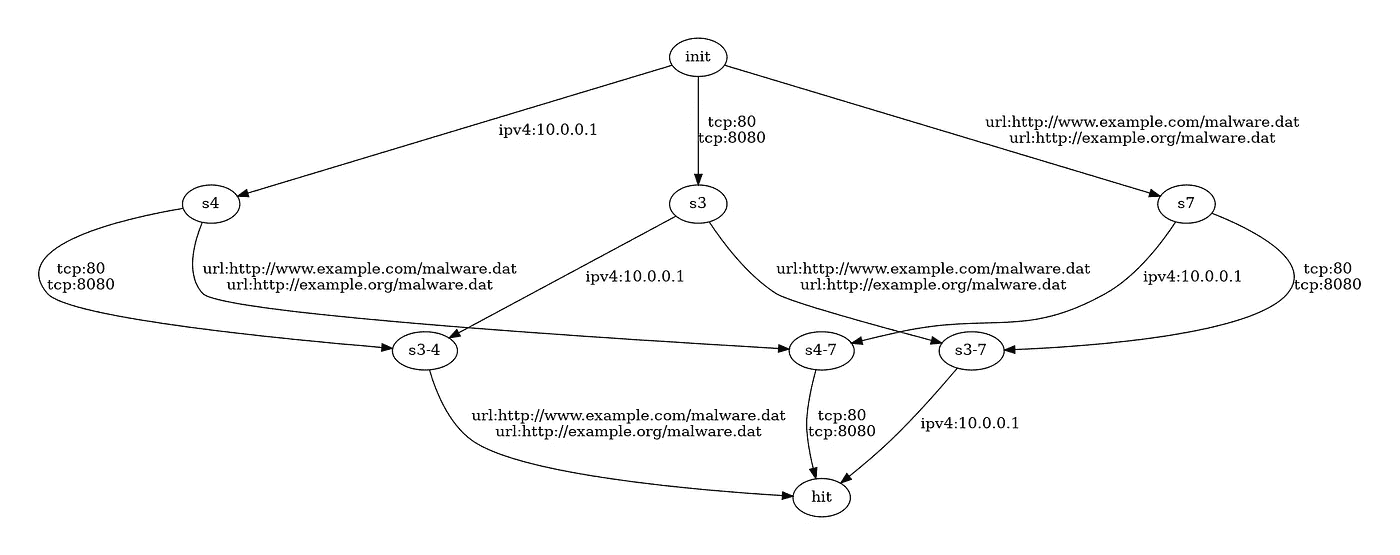 init
ipv4:10.0.0.1
tcp:80
tcp:8080
url:http://www.example.com/malware.dat
url:http://example.org/malware.dat
s4
s3
s7
tcp:80
tcp:8080
url:http://www.example.com/malware.dat
url:http://example.org/malware.dat
ipv4:10.0.0.1
url:http://www.example.com/malware.dat
url:http://example.org/malware.dat
ipv4:10.0.0.1
tcp:80
tcp:8080
s3-4
s4-7
s3-7
url:http://www.example.com/malware.dat
url:http://example.org/malware.dat
tcp:80
tcp:8080
ipv4:10.0.0.1
hit